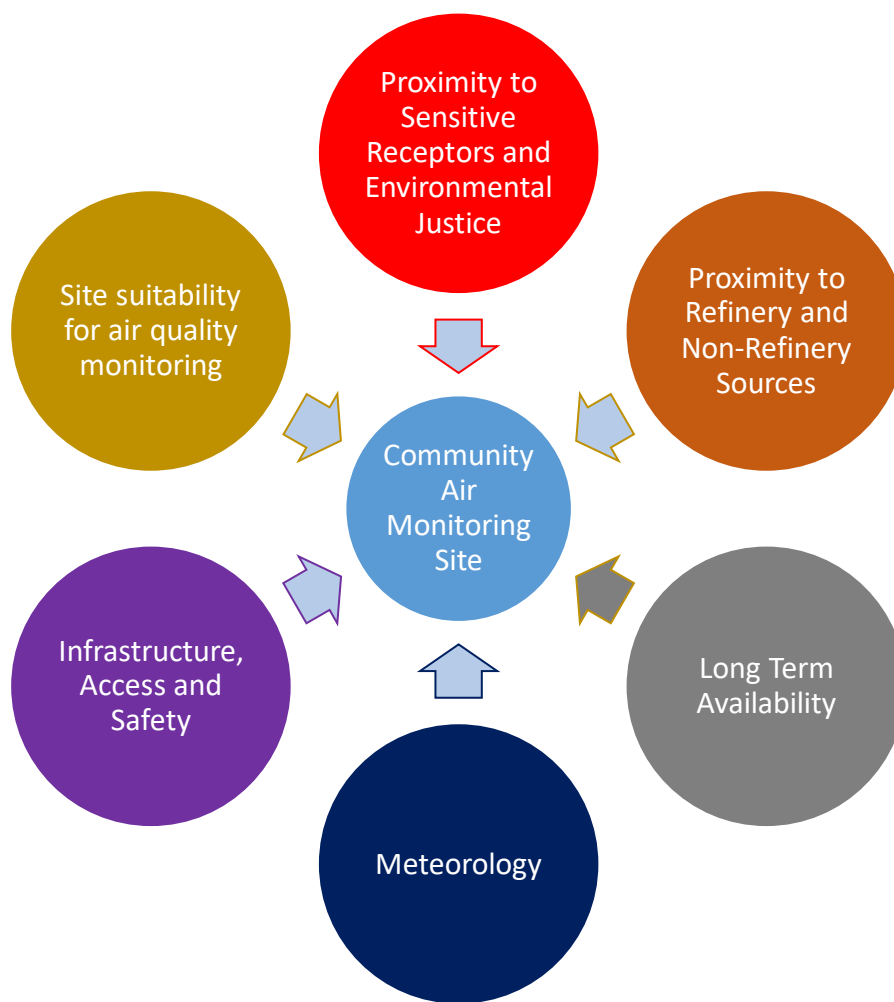 Proximity to
Sensitive
Receptors and
Environmental
Justice
Site suitability
for air quality
monitoring
Proximity to
Refinery and
Non-Refinery
Sources
Community
Air
Monitoring
Site
Infrastructure,
Access and
Safety
Long Term
Availability
Meteorology